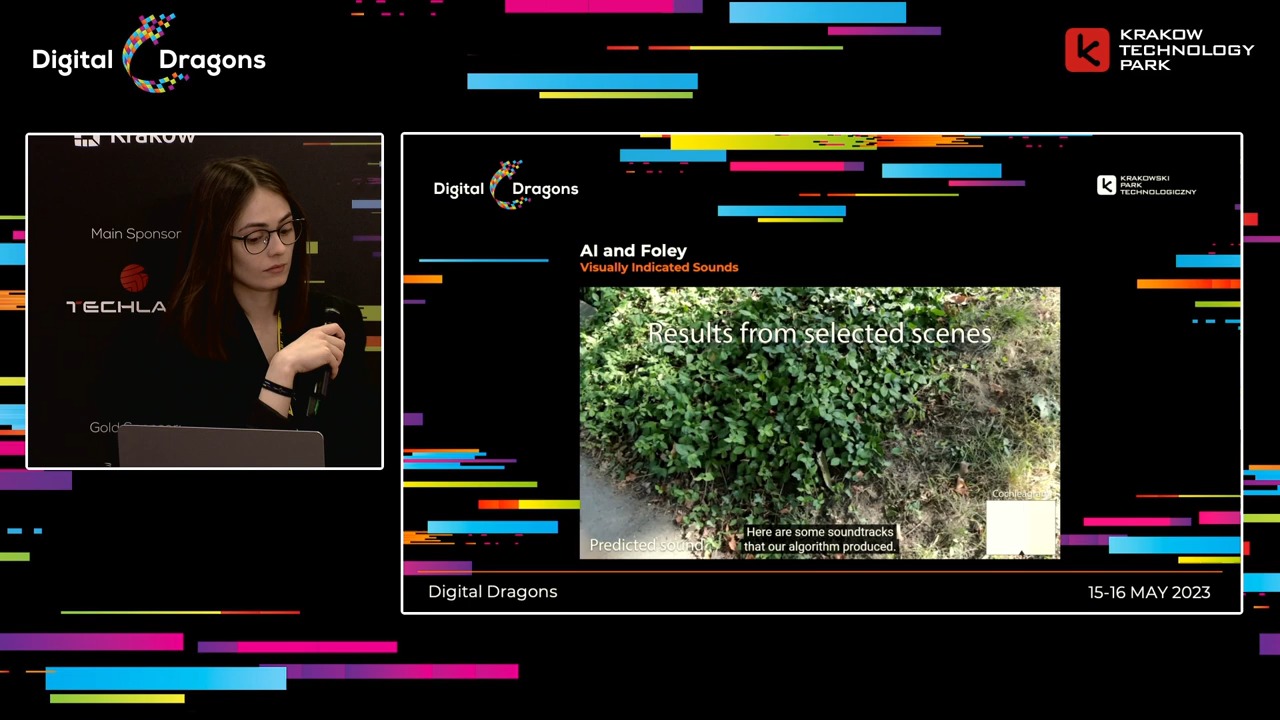 Digital Dragons
KRAKOW
TECHNOLOGY
PARK
Krakow
Main Sponsor
TECHLA
Gold
Digital Dragons
KRAKOWSKI
PARK
TECHNOLOGICZNY
AI and Foley
Visually Indicated Sounds
Results from selected scenes
Cochleagram
Predicted sound
Here are some soundtracks
that our algorithm produced.
Digital Dragons
15-16 MAY 2023